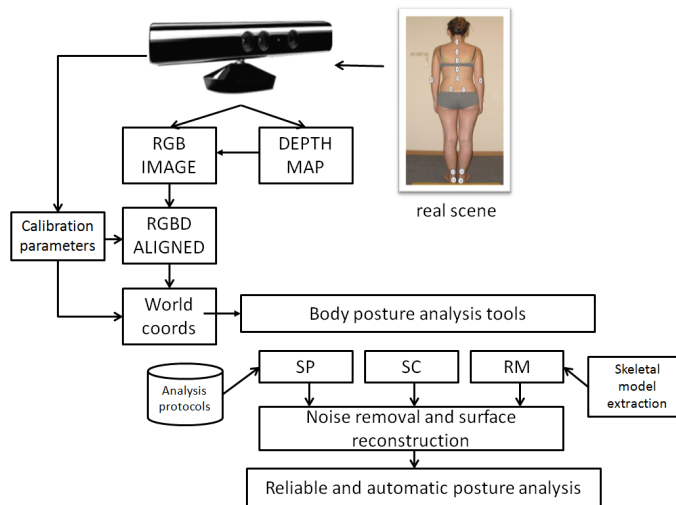 real scene
RGB
IMAGE
DEPTH
MAP
Calibration
parameters
RGBD
ALIGNED
World
coords
Body posture analysis tools
SP
SC
RM
Analysis
protocols
Skeletal
model
extraction
Noise removal and surface
reconstruction
Reliable and automatic posture analysis